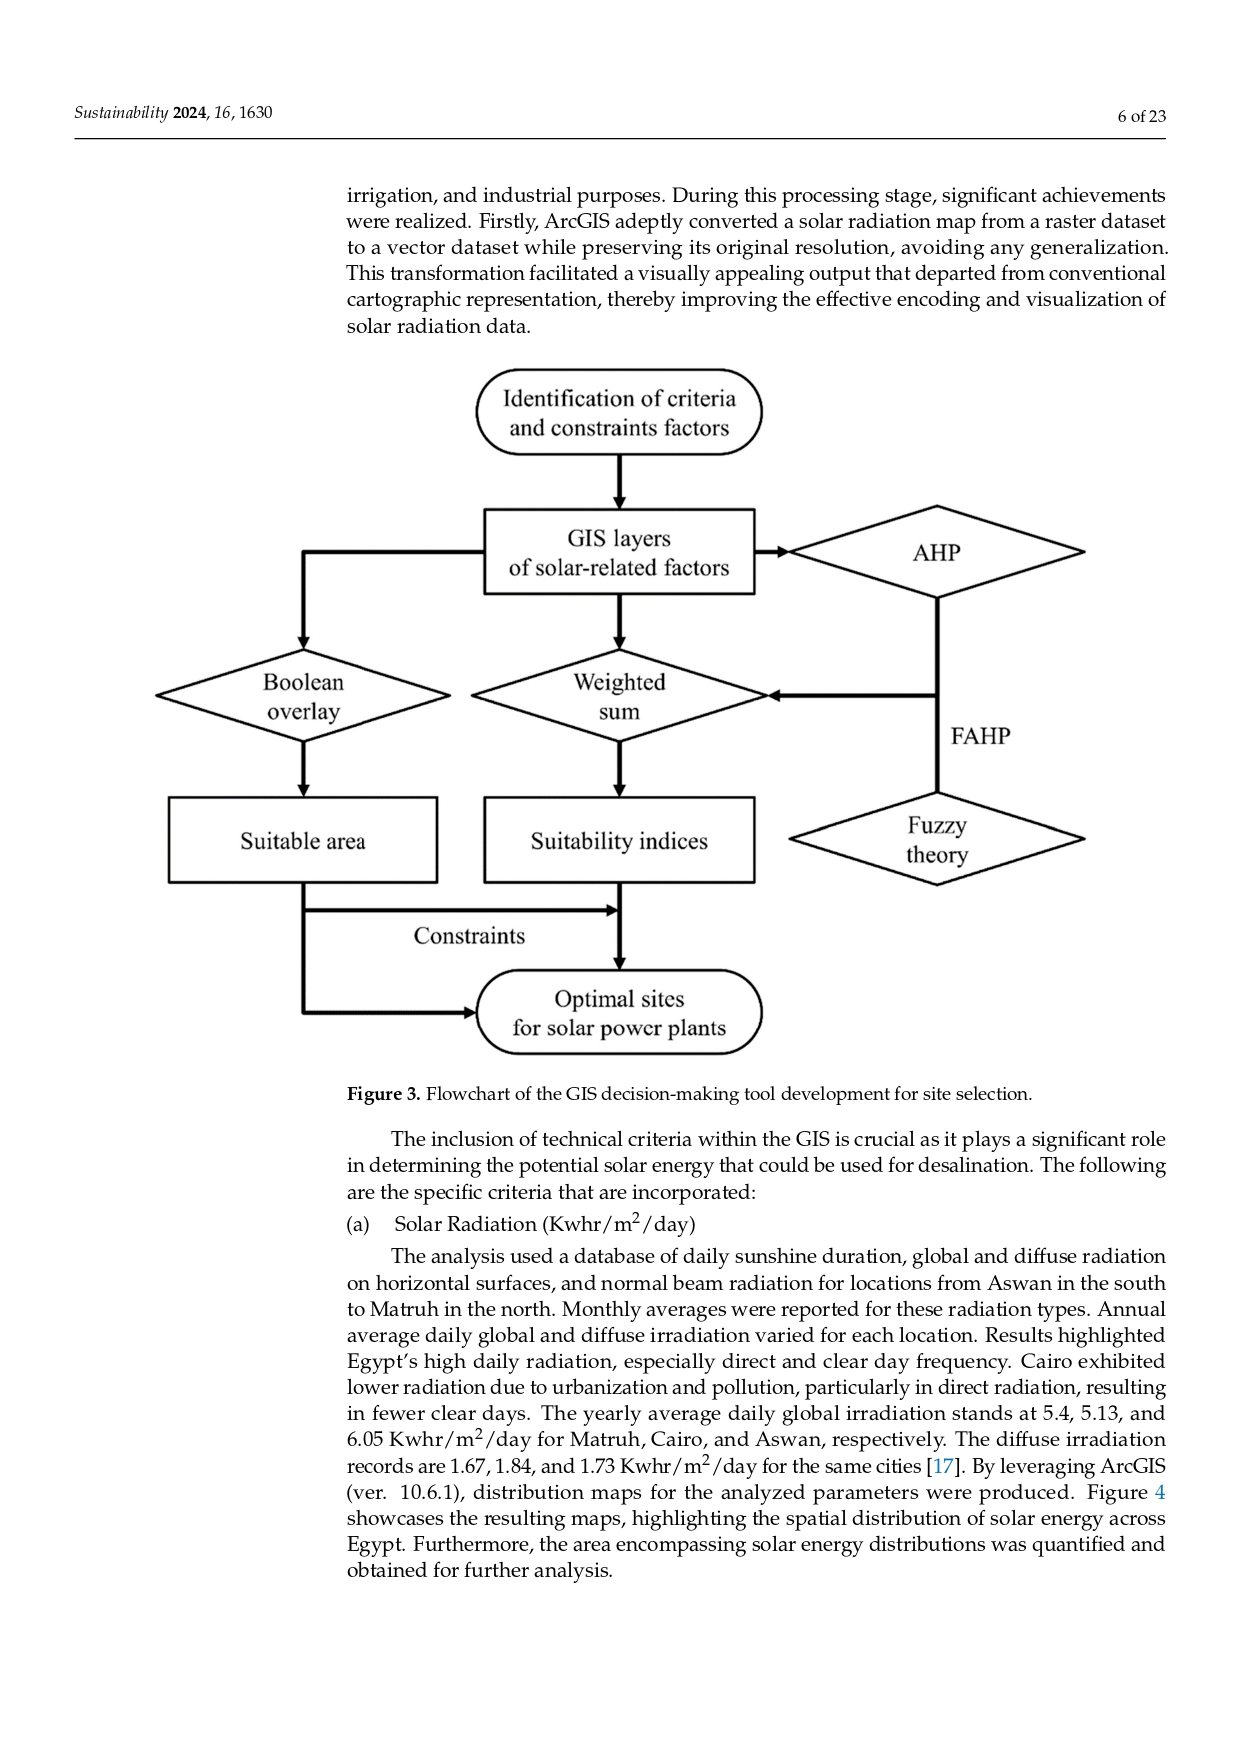 Sustainability 2024, 16, 1630
6 of 23
irrigation, and industrial purposes. During this processing stage, significant achievements
were realized. Firstly, ArcGIS adeptly converted a solar radiation map from a raster dataset
to a vector dataset while preserving its original resolution, avoiding any generalization.
This transformation facilitated a visually appealing output that departed from conventional
cartographic representation, thereby improving the effective encoding and visualization of
solar radiation data.
Identification of criteria
and constraints factors
GIS layers
of solar-related factors
AHP
Boolean
overlay
Weighted
sum
FAHP
Suitable area
Suitability indices
Fuzzy
theory
Constraints
Optimal sites
for solar power plants
Figure 3. Flowchart of the GIS decision-making tool development for site selection.
The inclusion of technical criteria within the GIS is crucial as it plays a significant role
in determining the potential solar energy that could be used for desalination. The following
are the specific criteria that are incorporated:
(a) Solar Radiation (Kwhr/m²/day)
The analysis used a database of daily sunshine duration, global and diffuse radiation
on horizontal surfaces, and normal beam radiation for locations from Aswan in the south
to Matruh in the north. Monthly averages were reported for these radiation types. Annual
average daily global and diffuse irradiation varied for each location. Results highlighted
Egypt's high daily radiation, especially direct and clear day frequency. Cairo exhibited
lower radiation due to urbanization and pollution, particularly in direct radiation, resulting
in fewer clear days. The yearly average daily global irradiation stands at 5.4, 5.13, and
6.05 Kwhr/m²/day for Matruh, Cairo, and Aswan, respectively. The diffuse irradiation
records are 1.67, 1.84, and 1.73 Kwhr/m²/day for the same cities [17]. By leveraging ArcGIS
(ver. 10.6.1), distribution maps for the analyzed parameters were produced. Figure 4
showcases the resulting maps, highlighting the spatial distribution of solar energy across
Egypt. Furthermore, the area encompassing solar energy distributions was quantified and
obtained for further analysis.